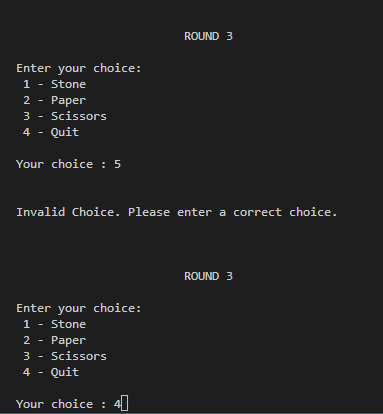 ROUND 3
Enter your choice:
1 - Stone
2 - Paper
3 - Scissors
4 - Quit
Your choice : 5
Invalid Choice. Please enter a correct choice.
ROUND 3
Enter your choice:
1 - Stone
2 - Paper
3 - Scissors
4 - Quit
Your choice : 4